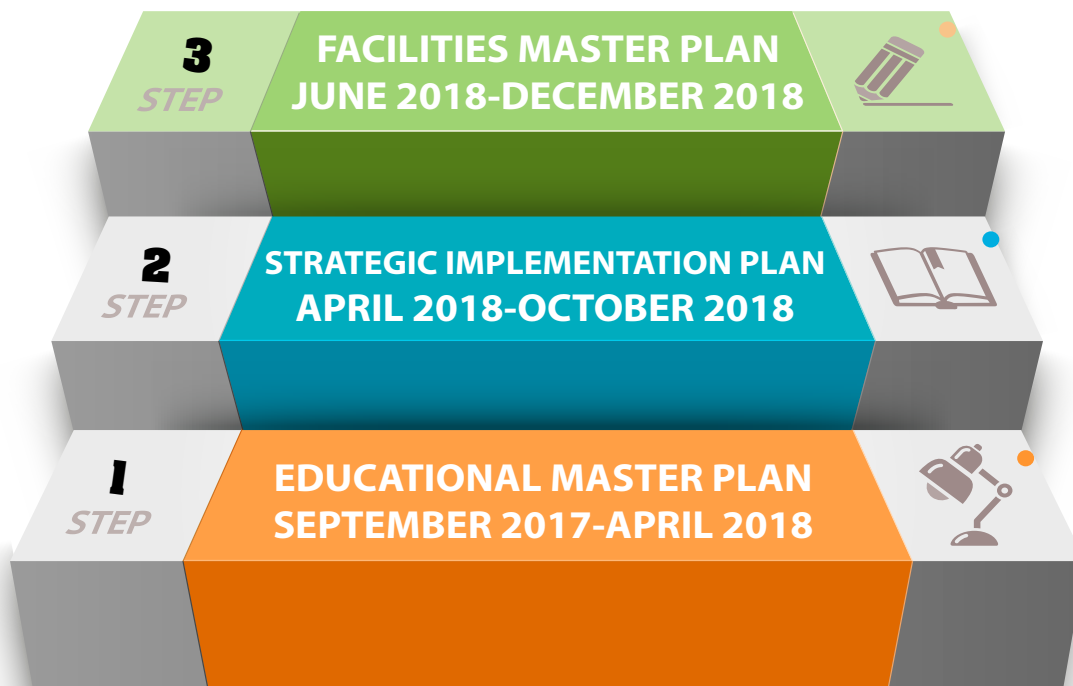 3
STEP
FACILITIES MASTER PLAN
JUNE 2018-DECEMBER 2018
2
STEP
STRATEGIC IMPLEMENTATION PLAN
APRIL 2018-OCTOBER 2018
1
STEP
EDUCATIONAL MASTER PLAN
SEPTEMBER 2017-APRIL 2018